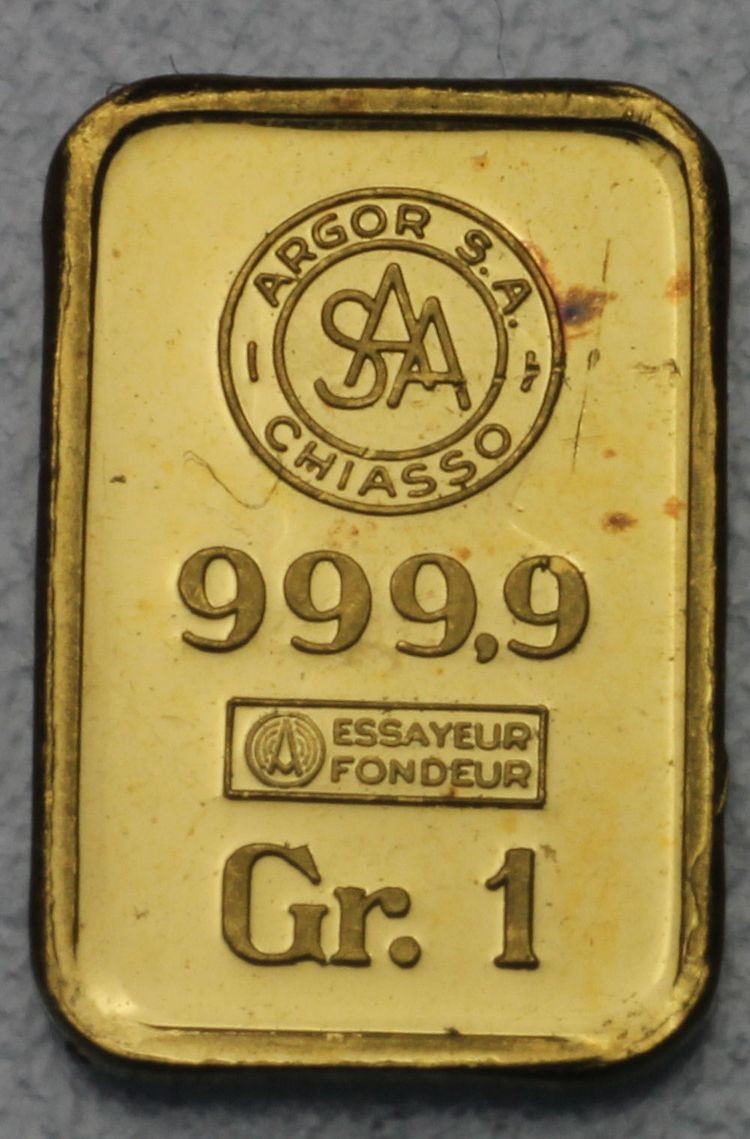 ARGOR S.A.
SAA
CHIASSO
999,9
ESSAYEUR
FONDEUR
Gr. 1